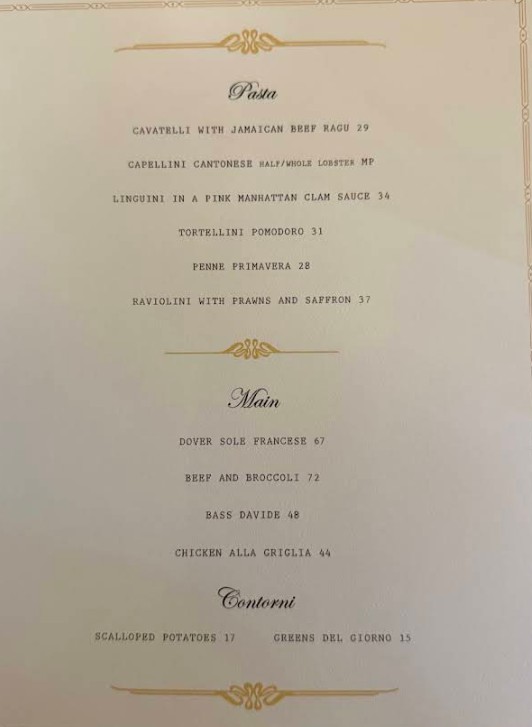 Pasta
CAVATELLI WITH JAMAICAN BEEF RAGU 29
CAPELLINI CANTONESE HALF/WHOLE LOBSTER MP
LINGUINI IN A PINK MANHATTAN CLAM SAUCE 34
TORTELLINI POMODORO 31
PENNE PRIMAVERA 28
RAVIOLINI WITH PRAWNS AND SAFFRON 37
Main
DOVER SOLE FRANCESE 67
BEEF AND BROCCOLI 72
BASS DAVIDE 48
CHICKEN ALLA GRIGLIA 44
Contorni
SCALLOPED POTATOES 17 GREENS DEL GIORNO 15